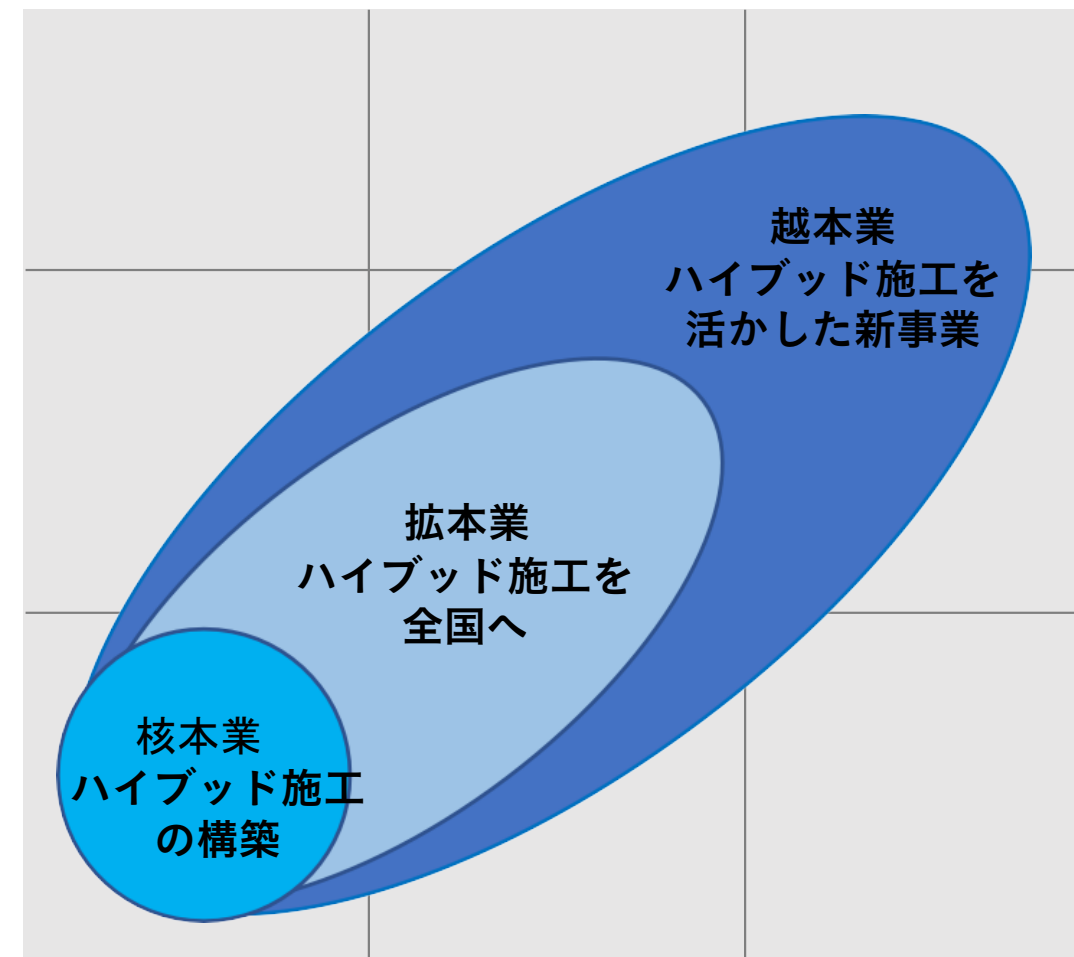 越本業
ハイブッド施工を
活かした新事業
拡本業
ハイブッド施工を
全国へ
核本業
ハイブッド施工
の構築